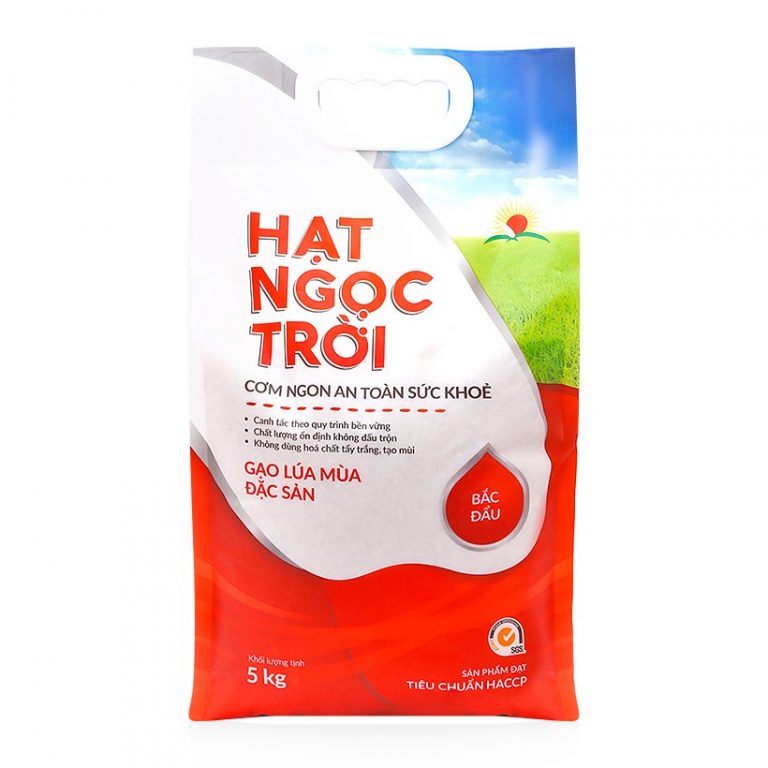 HẠT
NGỌC
TRỜI
CƠM NGON AN TOÀN SỨC KHOẺ
• Canh tác theo quy trình bền vững
• Chất lượng ổn định không đấu trộn
• Không dùng hoá chất tẩy trắng, tạo mùi
GẠO LÚA MÙA
ĐẶC SẢN
BẮC
ĐẨU
SGS
Khối lượng tịnh
5 kg
SẢN PHẨM ĐẠT
TIÊU CHUẨN HACCP